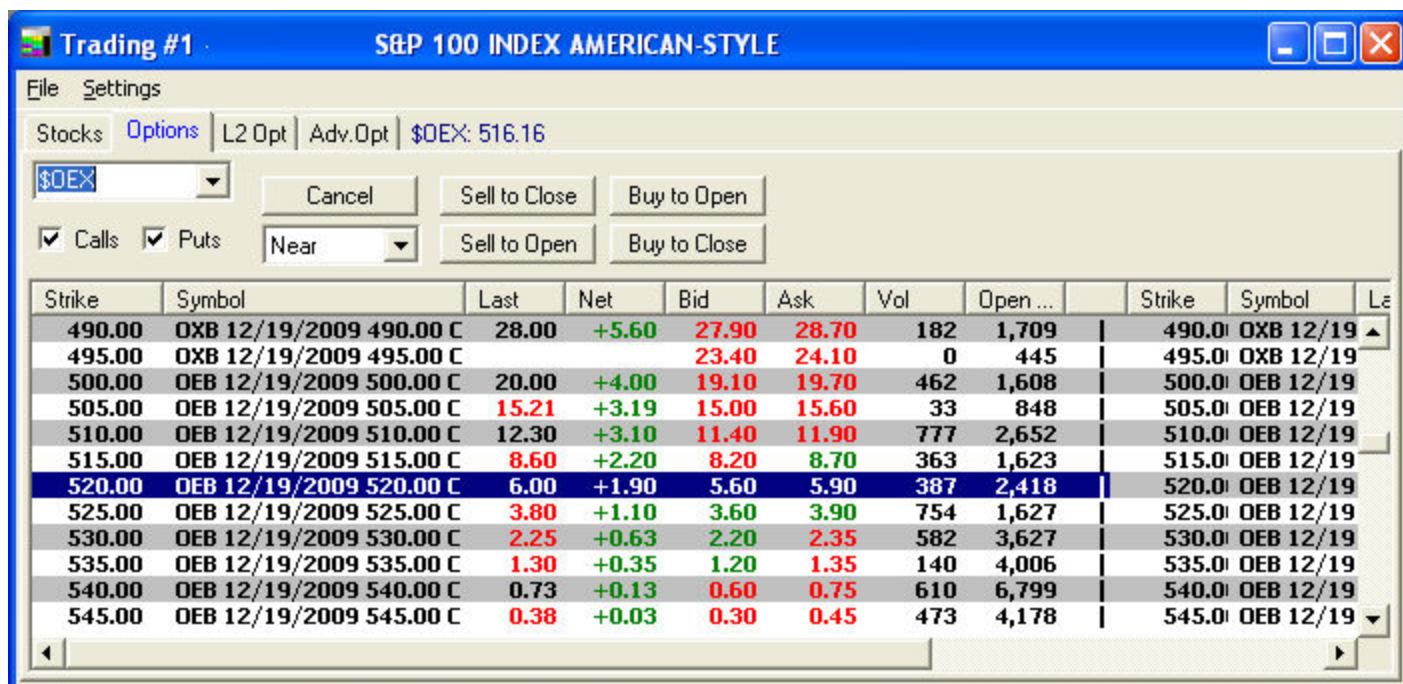 Trading #1 - S&P 100 INDEX AMERICAN-STYLE
File Settings
Stocks Options L2 Opt Adv.Opt $OEX: 516.16
$OEX Cancel Sell to Close Buy to Open
Calls Puts Near Sell to Open Buy to Close
Strike Symbol Last Net Bid Ask Vol Open ... Strike Symbol La
490.00 OXB 12/19/2009 490.00 C 28.00 +5.60 27.90 28.70 182 1,709 490.0 OXB 12/19
495.00 OXB 12/19/2009 495.00 C 23.40 24.10 0 445 495.0 OXB 12/19
500.00 OEB 12/19/2009 500.00 C 20.00 +4.00 19.10 19.70 462 1,608 500.0 OEB 12/19
505.00 OEB 12/19/2009 505.00 C 15.21 +3.19 15.00 15.60 33 848 505.0 OEB 12/19
510.00 OEB 12/19/2009 510.00 C 12.30 +3.10 11.40 11.90 777 2,652 510.0 OEB 12/19
515.00 OEB 12/19/2009 515.00 C 8.60 +2.20 8.20 8.70 363 1,623 515.0 OEB 12/19
520.00 OEB 12/19/2009 520.00 C 6.00 +1.90 5.60 5.90 387 2,418 520.0 OEB 12/19
525.00 OEB 12/19/2009 525.00 C 3.80 +1.10 3.60 3.90 754 1,627 525.0 OEB 12/19
530.00 OEB 12/19/2009 530.00 C 2.25 +0.63 2.20 2.35 582 3,627 530.0 OEB 12/19
535.00 OEB 12/19/2009 535.00 C 1.30 +0.35 1.20 1.35 140 4,006 535.0 OEB 12/19
540.00 OEB 12/19/2009 540.00 C 0.73 +0.13 0.60 0.75 610 6,799 540.0 OEB 12/19
545.00 OEB 12/19/2009 545.00 C 0.38 +0.03 0.30 0.45 473 4,178 545.0 OEB 12/19